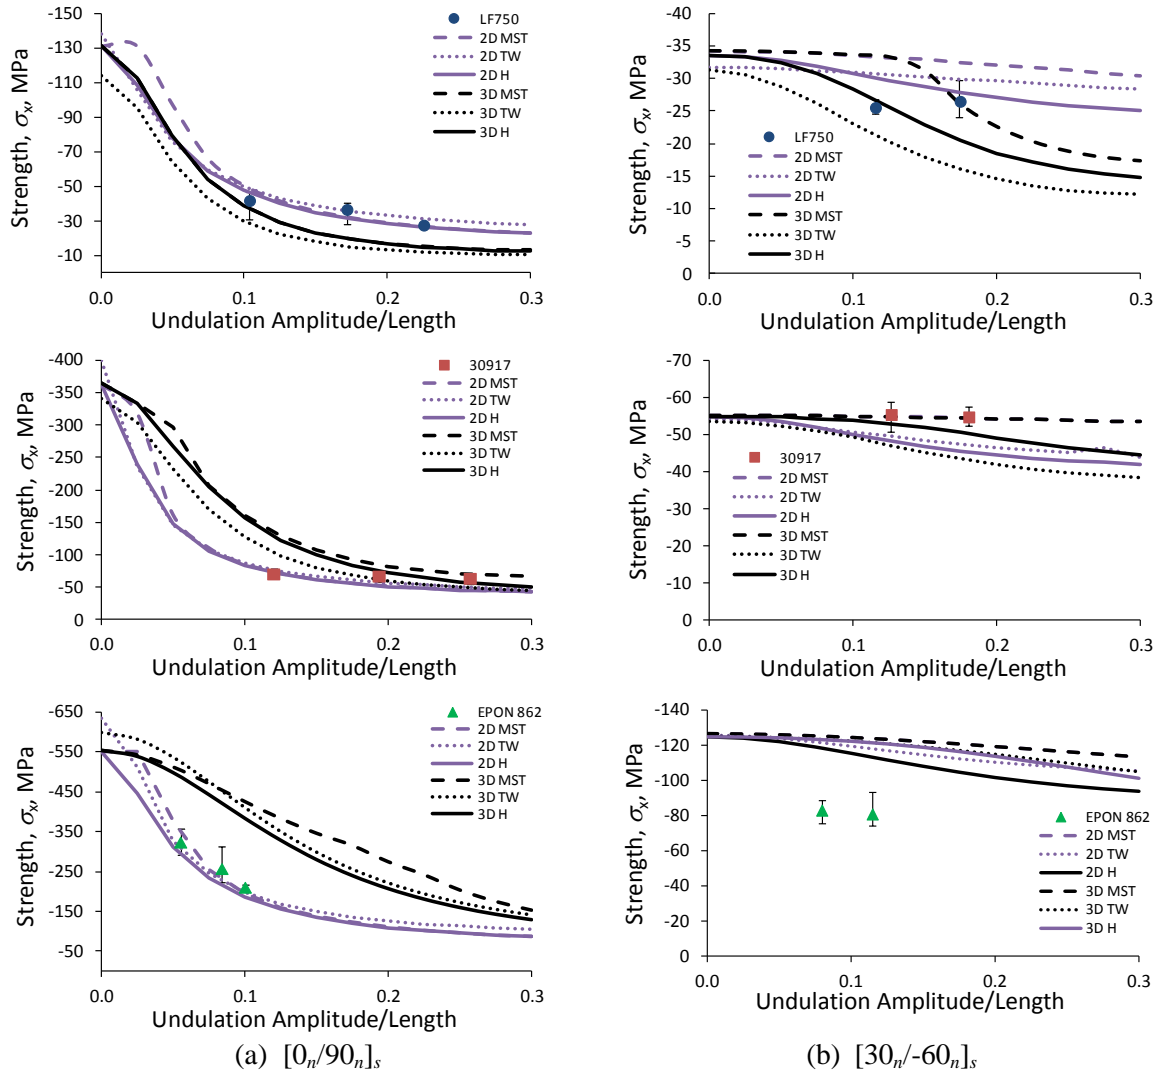 -150
-130
-110
-90
-70
-50
-30
-10
Strength, σx, MPa
LF750
2D MST
2D TW
2D H
3D MST
3D TW
3D H
0.0
0.1
0.2
0.3
Undulation Amplitude/Length
-40
-35
-30
-25
-20
-15
-10
-5
0
Strength, σx, MPa
LF750
2D MST
2D TW
2D H
3D MST
3D TW
3D H
0.0
0.1
0.2
0.3
Undulation Amplitude/Length
-400
-350
-300
-250
-200
-150
-100
-50
0
Strength, σx, MPa
30917
2D MST
2D TW
2D H
3D MST
3D TW
3D H
0.0
0.1
0.2
0.3
Undulation Amplitude/Length
-70
-60
-50
-40
-30
-20
-10
0
Strength, σx, MPa
30917
2D MST
2D TW
2D H
3D MST
3D TW
3D H
0.0
0.1
0.2
0.3
Undulation Amplitude/Length
-650
-550
-450
-350
-250
-150
-50
Strength, σx, MPa
EPON 862
2D MST
2D TW
2D H
3D MST
3D TW
3D H
0.0
0.1
0.2
0.3
Undulation Amplitude/Length
-140
-120
-100
-80
-60
-40
-20
0
Strength, σx, MPa
EPON 862
2D MST
2D TW
2D H
3D MST
3D TW
3D H
0.0
0.1
0.2
0.3
Undulation Amplitude/Length
(a) [0n/90n]s
(b) [30n/-60n]s